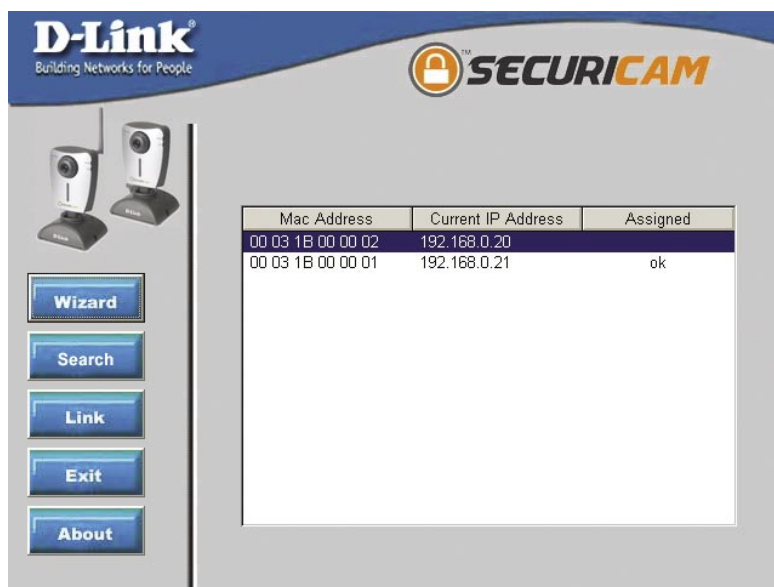 D-Link®
Building Networks for People
SECURICAM™
Mac Address Current IP Address Assigned
00 03 1B 00 00 02 192.168.0.20
00 03 1B 00 00 01 192.168.0.21 ok
Wizard
Search
Link
Exit
About